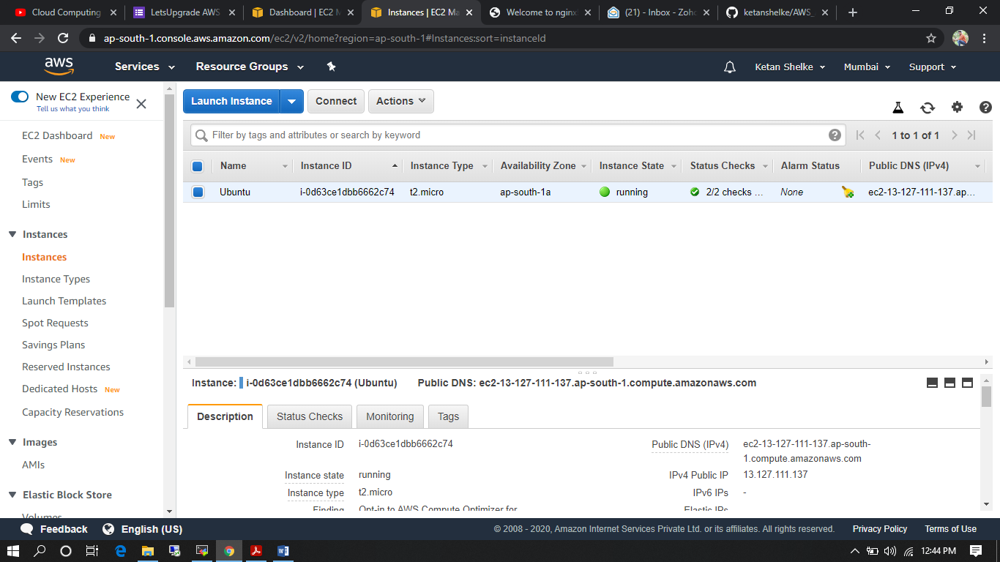 Cloud Computing
LetsUpgrade AWS
Dashboard | EC2 M
Instances | EC2 Ma
Welcome to nginx!
(21) - Inbox - Zoho
ketanshelke/AWS_
ap-south-1.console.aws.amazon.com/ec2/v2/home?region=ap-south-1#Instances:sort=instanceId
aws Services Resource Groups Ketan Shelke Mumbai Support
New EC2 Experience
Tell us what you think
EC2 Dashboard New
Events New
Tags
Limits
Instances
Instances
Instance Types
Launch Templates
Spot Requests
Savings Plans
Reserved Instances
Dedicated Hosts New
Capacity Reservations
Images
AMIs
Elastic Block Store
Volumes
Launch Instance Connect Actions
Filter by tags and attributes or search by keyword 1 to 1 of 1
Name Instance ID Instance Type Availability Zone Instance State Status Checks Alarm Status Public DNS (IPv4)
Ubuntu i-0d63ce1dbb6662c74 t2.micro ap-south-1a running 2/2 checks ... None ec2-13-127-111-137.ap...
Instance: i-0d63ce1dbb6662c74 (Ubuntu) Public DNS: ec2-13-127-111-137.ap-south-1.compute.amazonaws.com
Description Status Checks Monitoring Tags
Instance ID i-0d63ce1dbb6662c74 Public DNS (IPv4) ec2-13-127-111-137.ap-south-
1.compute.amazonaws.com
Instance state running IPv4 Public IP 13.127.111.137
Instance type t2.micro IPv6 IPs -
Finding Opt-in to AWS Compute Optimizer for Elastic IPs
Feedback English (US) © 2008 - 2020, Amazon Internet Services Private Ltd. or its affiliates. All rights reserved. Privacy Policy Terms of Use
12:44 PM